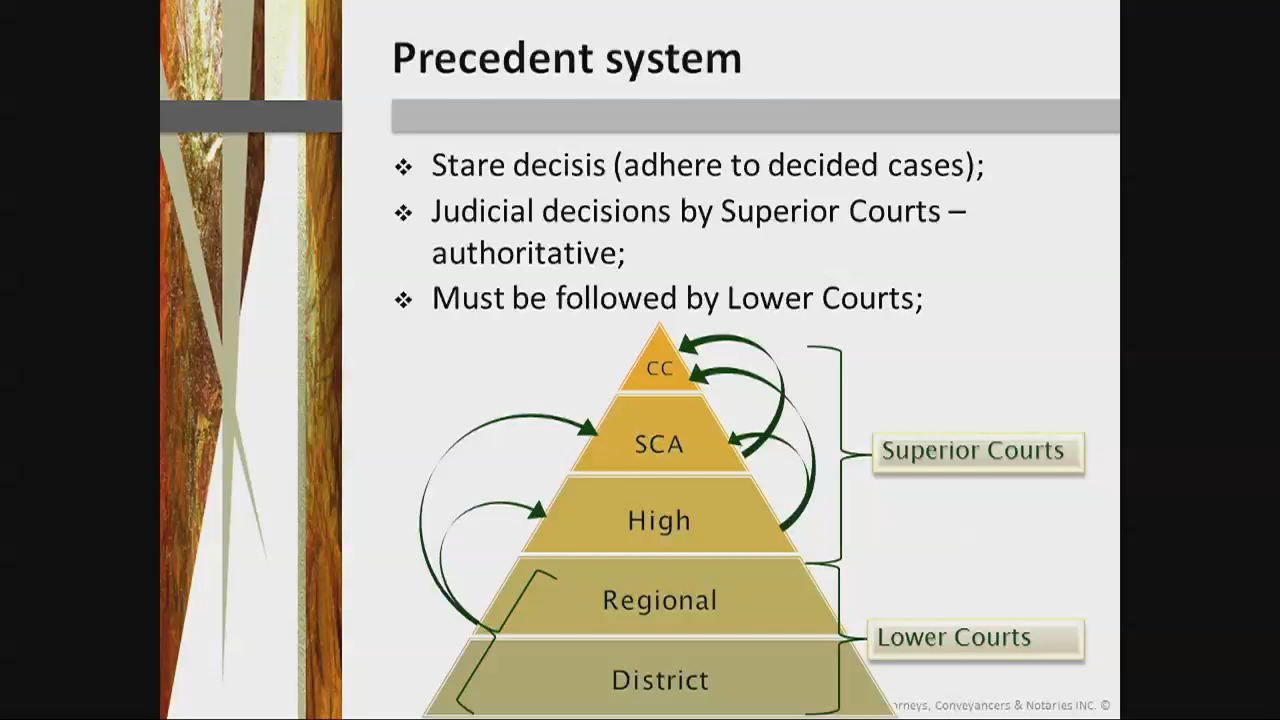 Precedent system
❖ Stare decisis (adhere to decided cases);
❖ Judicial decisions by Superior Courts –
authoritative;
❖ Must be followed by Lower Courts;
CC
SCA
Superior Courts
High
Regional
Lower Courts
District
Conveyancers & Notaries INC. ©